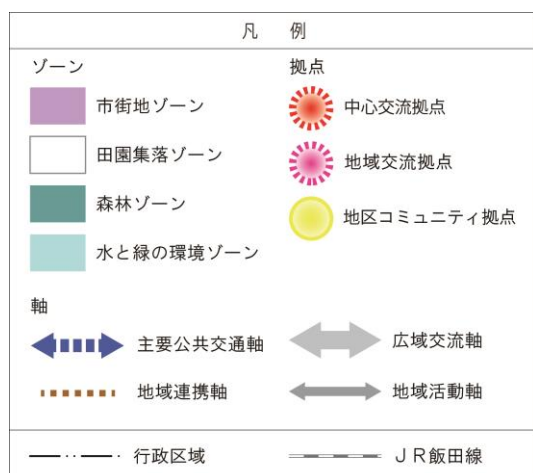 凡 例
ゾーン
市街地ゾーン
田園集落ゾーン
森林ゾーン
水と緑の環境ゾーン
拠点
中心交流拠点
地域交流拠点
地区コミュニティ拠点
軸
主要公共交通軸
広域交流軸
地域連携軸
地域活動軸
行政区域
ＪＲ飯田線